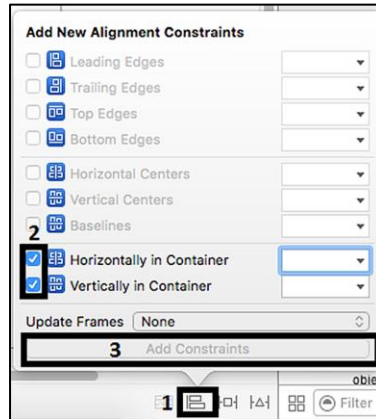 Add New Alignment Constraints
Leading Edges
Trailing Edges
Top Edges
Bottom Edges
Horizontal Centers
Vertical Centers
Baselines
2
Horizontally in Container
Vertically in Container
Update Frames None
3 Add Constraints
obje
1 Filter